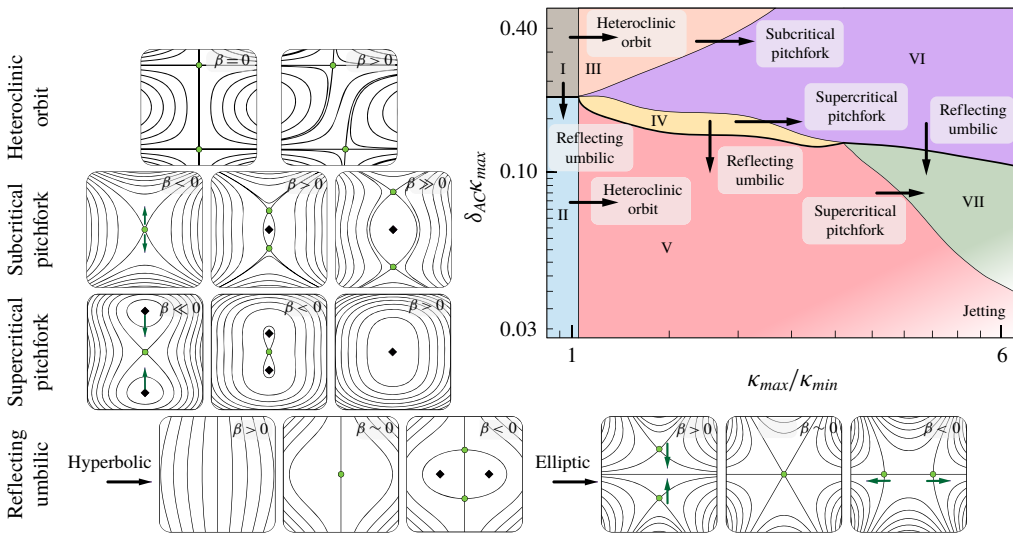 Heteroclinic
orbit
β = 0
β > 0
Subcritical
pitchfork
β < 0
β > 0
β ≫ 0
Supercritical
pitchfork
β ≪ 0
β < 0
β > 0
Reflecting
umbilic
Hyperbolic
β > 0
β ∼ 0
β < 0
Elliptic
β > 0
β ∼ 0
β < 0
δ_AC κ_max
0.40
0.10
0.03
1
6
κ_max/κ_min
I
III
Heteroclinic
orbit
Subcritical
pitchfork
VI
IV
Supercritical
pitchfork
Reflecting
umbilic
Reflecting
umbilic
Reflecting
umbilic
II
Heteroclinic
orbit
V
Supercritical
pitchfork
VII
Jetting